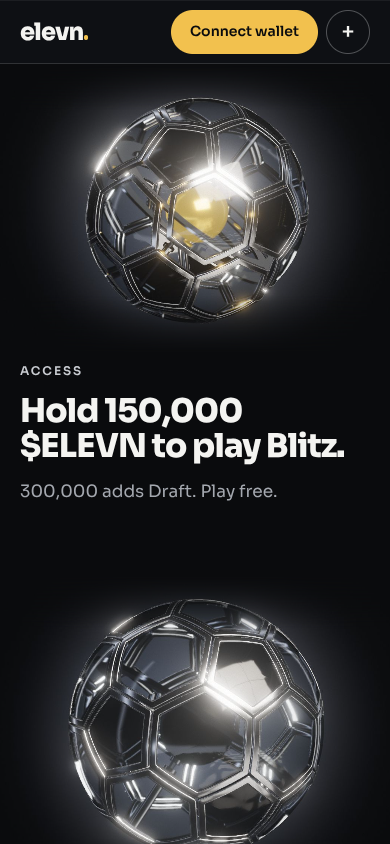 elevn.
Connect wallet
+
ACCESS
Hold 150,000
$ELEVN to play Blitz.
300,000 adds Draft. Play free.